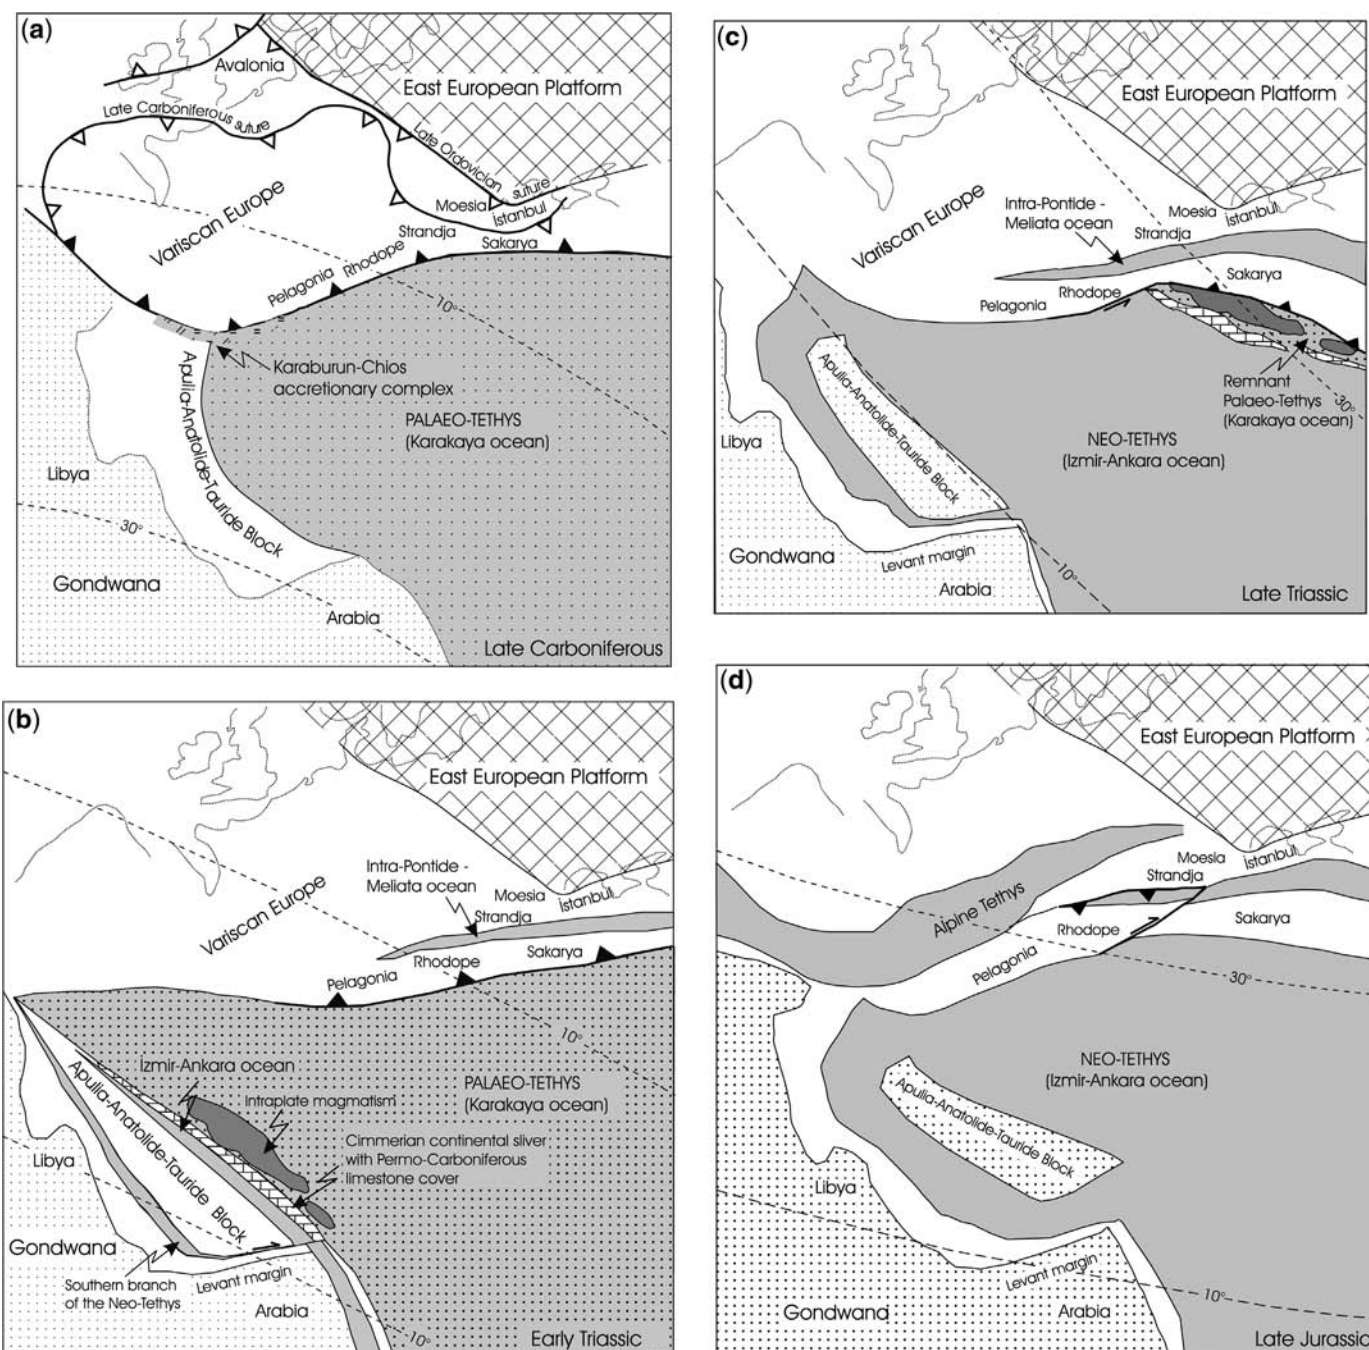 (a)
Avalonia
East European Platform
Late Carboniferous suture
Late Ordovician suture
Variscan Europe
Moesia
İstanbul
Strandja
Sakarya
Rhodope
Pelagonia
10°
Karaburun-Chios
accretionary complex
Apulia-Anatolide-Tauride Block
PALAEO-TETHYS
(Karakaya ocean)
Libya
30°
Gondwana
Arabia
Late Carboniferous
(b)
East European Platform
Intra-Pontide -
Meliata ocean
Moesia
İstanbul
Strandja
Variscan Europe
Sakarya
Rhodope
Pelagonia
10°
İzmir-Ankara ocean
Intraplate magmatism
PALAEO-TETHYS
(Karakaya ocean)
Apulia-Anatolide-Tauride Block
Cimmerian continental sliver
with Permo-Carboniferous
limestone cover
Libya
Gondwana
Southern branch
of the Neo-Tethys
Levant margin
Arabia
10°
Early Triassic
(c)
East European Platform
Variscan Europe
Intra-Pontide -
Meliata ocean
Moesia
İstanbul
Strandja
Sakarya
Rhodope
Pelagonia
Remnant
Palaeo-Tethys
(Karakaya ocean)
30°
Apulia-Anatolide-Tauride Block
NEO-TETHYS
(Izmir-Ankara ocean)
Libya
Gondwana
Levant margin
Arabia
10°
Late Triassic
(d)
East European Platform
Moesia
İstanbul
Strandja
Alpine Tethys
Rhodope
Sakarya
Pelagonia
30°
NEO-TETHYS
(Izmir-Ankara ocean)
Apulia-Anatolide-Tauride Block
Libya
Levant margin
Gondwana
Arabia
10°
Late Jurassic